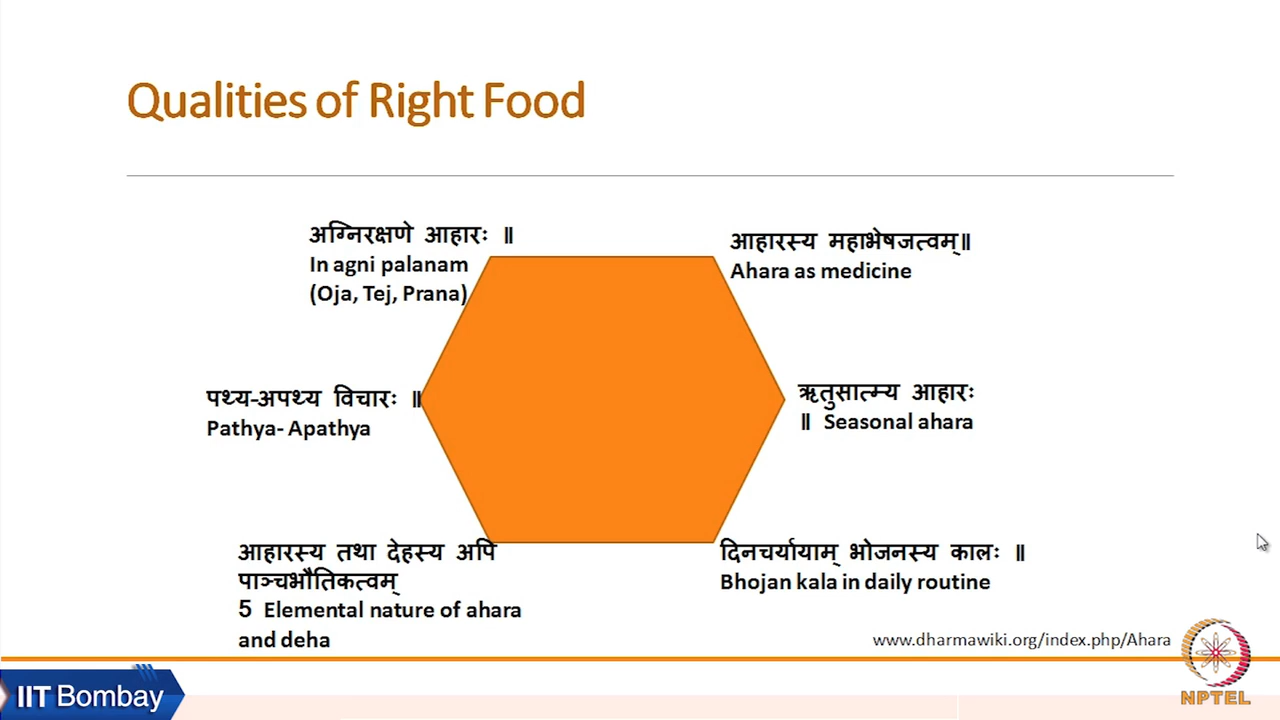 Qualities of Right Food
अग्निरक्षणे आहारः ॥
In agni palanam
(Oja, Tej, Prana)
आहारस्य महाभेषजत्वम्॥
Ahara as medicine
पथ्य-अपथ्य विचारः ॥
Pathya- Apathya
ऋतुसात्म्य आहारः
॥ Seasonal ahara
आहारस्य तथा देहस्य अपि
पाञ्चभौतिकत्वम्
5 Elemental nature of ahara
and deha
दिनचर्यायाम् भोजनस्य कालः ॥
Bhojan kala in daily routine
www.dharmawiki.org/index.php/Ahara
IIT Bombay
NPTEL